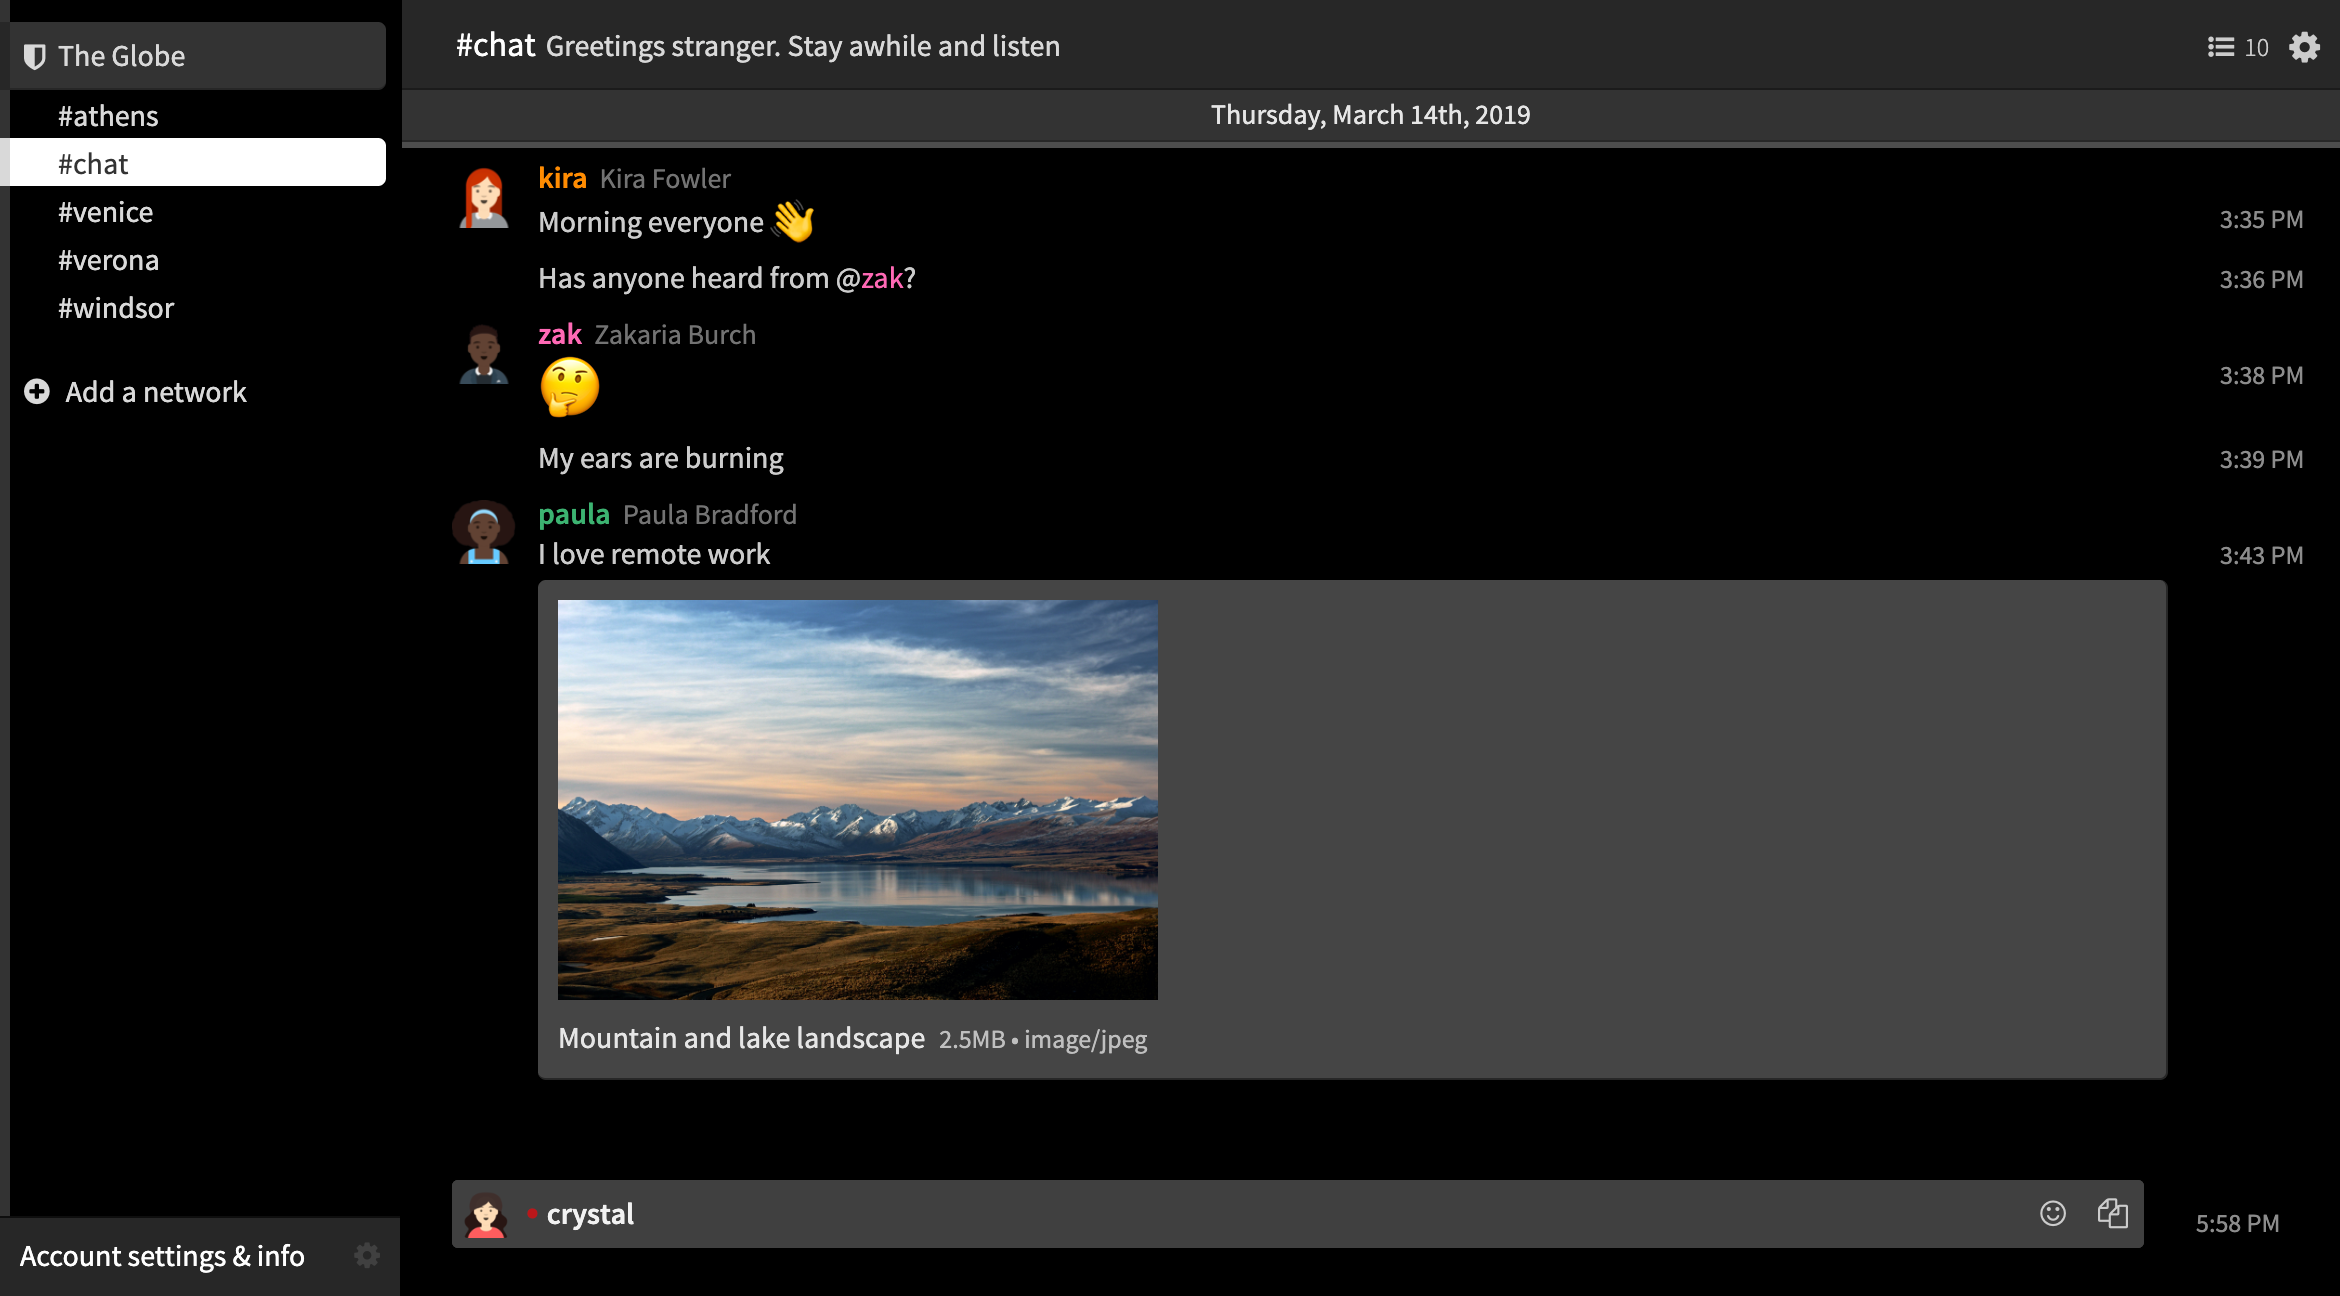 The Globe
#athens
#chat
#venice
#verona
#windsor
Add a network
Account settings & info
#chat Greetings stranger. Stay awhile and listen
10
Thursday, March 14th, 2019
kira Kira Fowler
Morning everyone 👋 3:35 PM
Has anyone heard from @zak? 3:36 PM
zak Zakaria Burch
🤔 3:38 PM
My ears are burning 3:39 PM
paula Paula Bradford
I love remote work 3:43 PM
Mountain and lake landscape 2.5MB • image/jpeg
crystal 5:58 PM